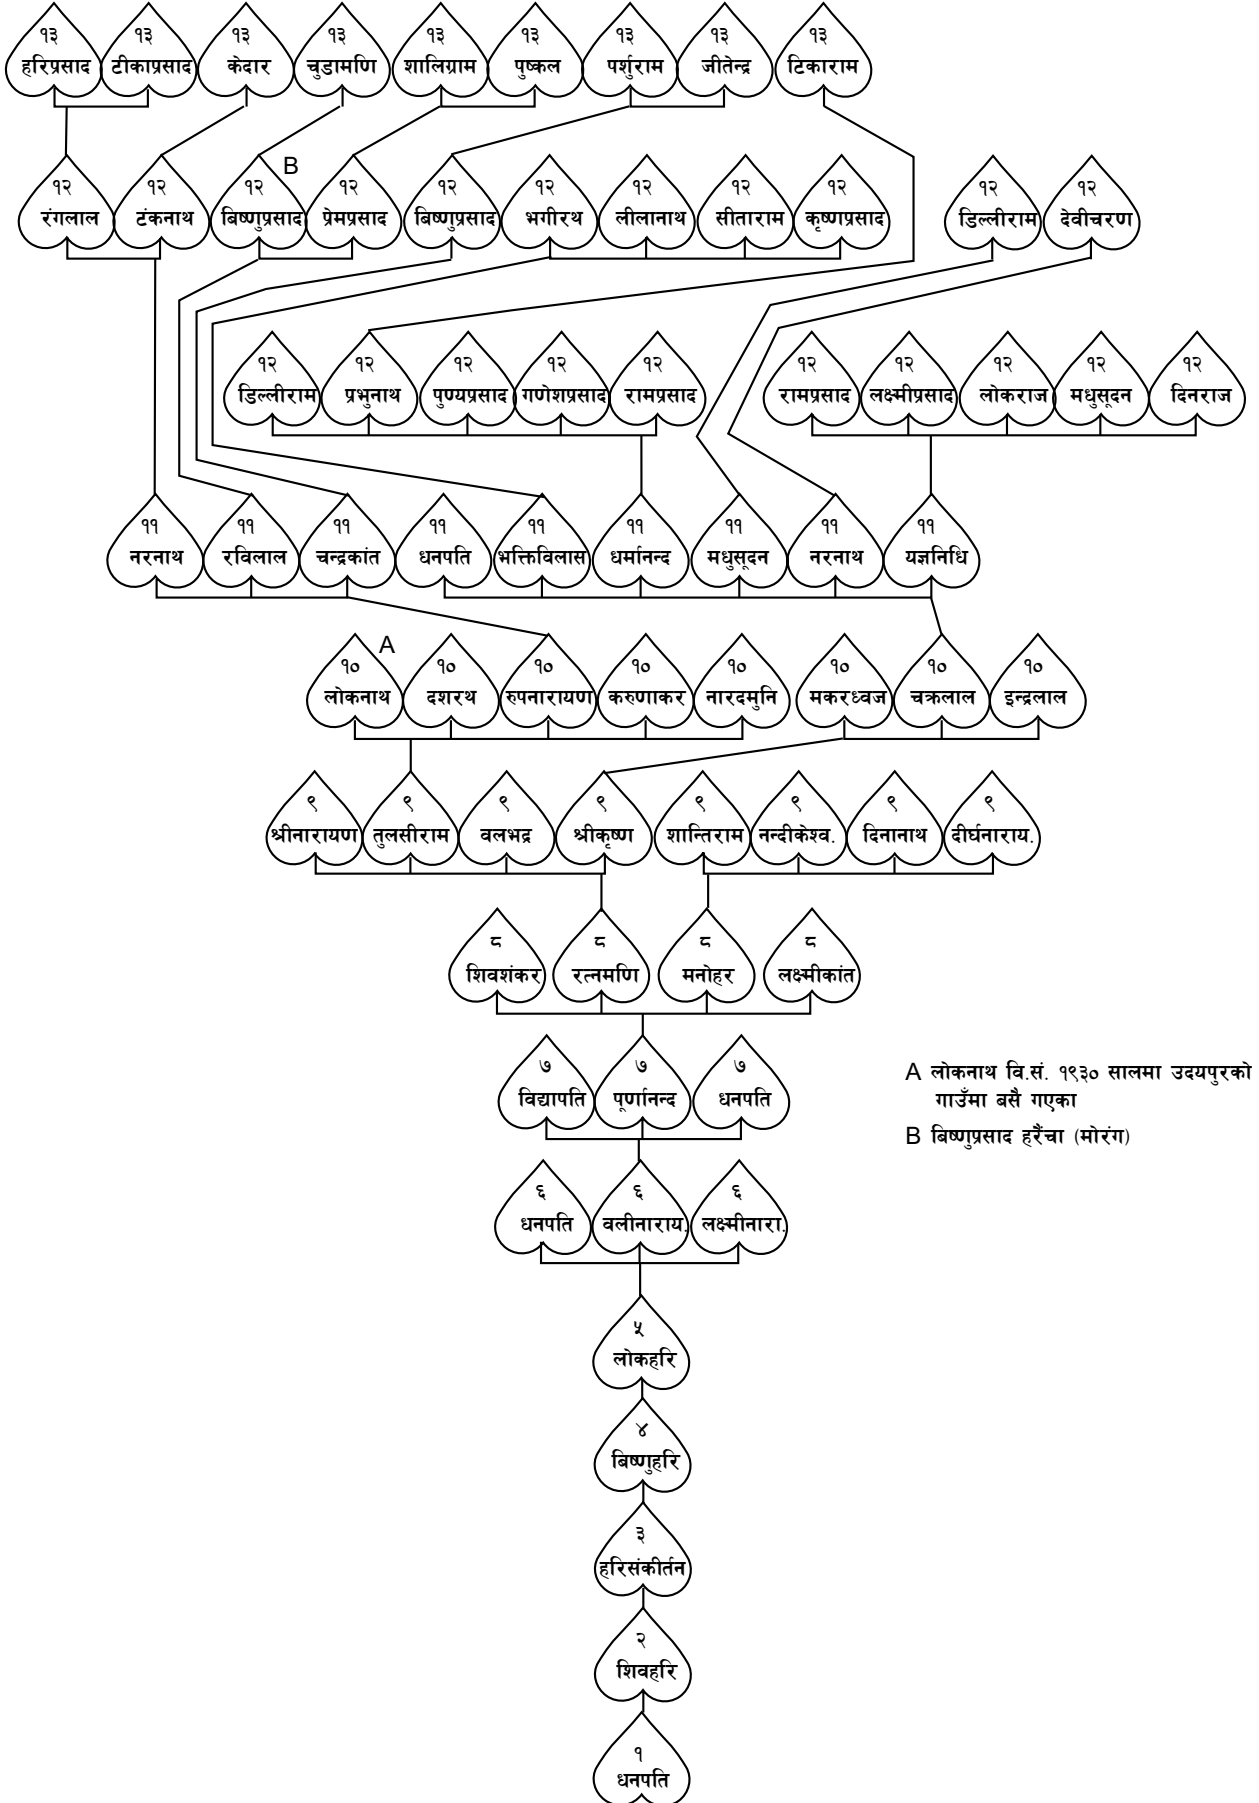 १३ १३ १३ १३ १३ १३ १३ १३ १३
हरिप्रसाद टीकाप्रसाद केदार चुडामणि शालिग्राम पुष्कल पर्शुराम जीतेन्द्र टिकाराम
B
१२ १२ १२ १२ १२ १२ १२ १२ १२ १२ १२
रंगलाल टंकनाथ बिष्णुप्रसाद प्रेमप्रसाद बिष्णुप्रसाद भगीरथ लीलानाथ सीताराम कृष्णप्रसाद डिल्लीराम देवीचरण
१२ १२ १२ १२ १२ १२ १२ १२ १२ १२
डिल्लीराम प्रभुनाथ पुण्यप्रसाद गणेशप्रसाद रामप्रसाद रामप्रसाद लक्ष्मीप्रसाद लोकराज मधुसूदन दिनराज
११ ११ ११ ११ ११ ११ ११ ११ ११
नरनाथ रविलाल चन्द्रकांत धनपति भक्तिविलास धर्मानन्द मधुसूदन नरनाथ यज्ञनिधि
A
१० १० १० १० १० १० १० १०
लोकनाथ दशरथ रुपनारायण करुणाकर नारदमुनि मकरध्वज चक्रलाल इन्द्रलाल
९ ९ ९ ९ ९ ९ ९ ९
श्रीनारायण तुलसीराम वलभद्र श्रीकृष्ण शान्तिराम नन्दीकेश्व. दिनानाथ दीर्घनाराय.
८ ८ ८ ८
शिवशंकर रत्नमणि मनोहर लक्ष्मीकांत
७ ७ ७
विद्यापति पूर्णानन्द धनपति
A लोकनाथ वि.सं. १९३० सालमा उदयपुरको
गाउँमा बसै गएका
B बिष्णुप्रसाद हरैंचा (मोरंग)
६ ६ ६
धनपति वलीनाराय. लक्ष्मीनारा.
५
लोकहरि
४
बिष्णुहरि
३
हरिसंकीर्तन
२
शिवहरि
१
धनपति